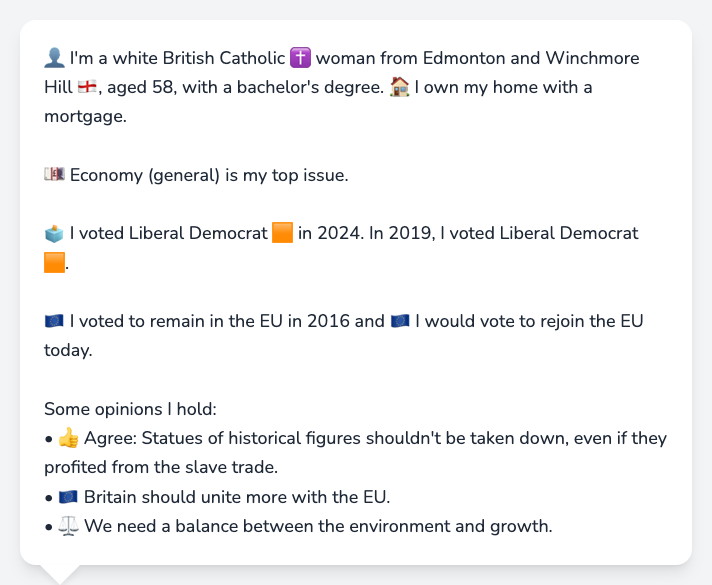 👤 I'm a white British Catholic ✝️ woman from Edmonton and Winchmore
Hill 🏴󠁧󠁢󠁥󠁮󠁧󠁿, aged 58, with a bachelor's degree. 🏠 I own my home with a
mortgage.
💷 Economy (general) is my top issue.
🗳️ I voted Liberal Democrat 🟧 in 2024. In 2019, I voted Liberal Democrat
🟧.
🇪🇺 I voted to remain in the EU in 2016 and 🇪🇺 I would vote to rejoin the EU
today.
Some opinions I hold:
• 👍 Agree: Statues of historical figures shouldn't be taken down, even if they
profited from the slave trade.
• 🇪🇺 Britain should unite more with the EU.
• ⚖️ We need a balance between the environment and growth.